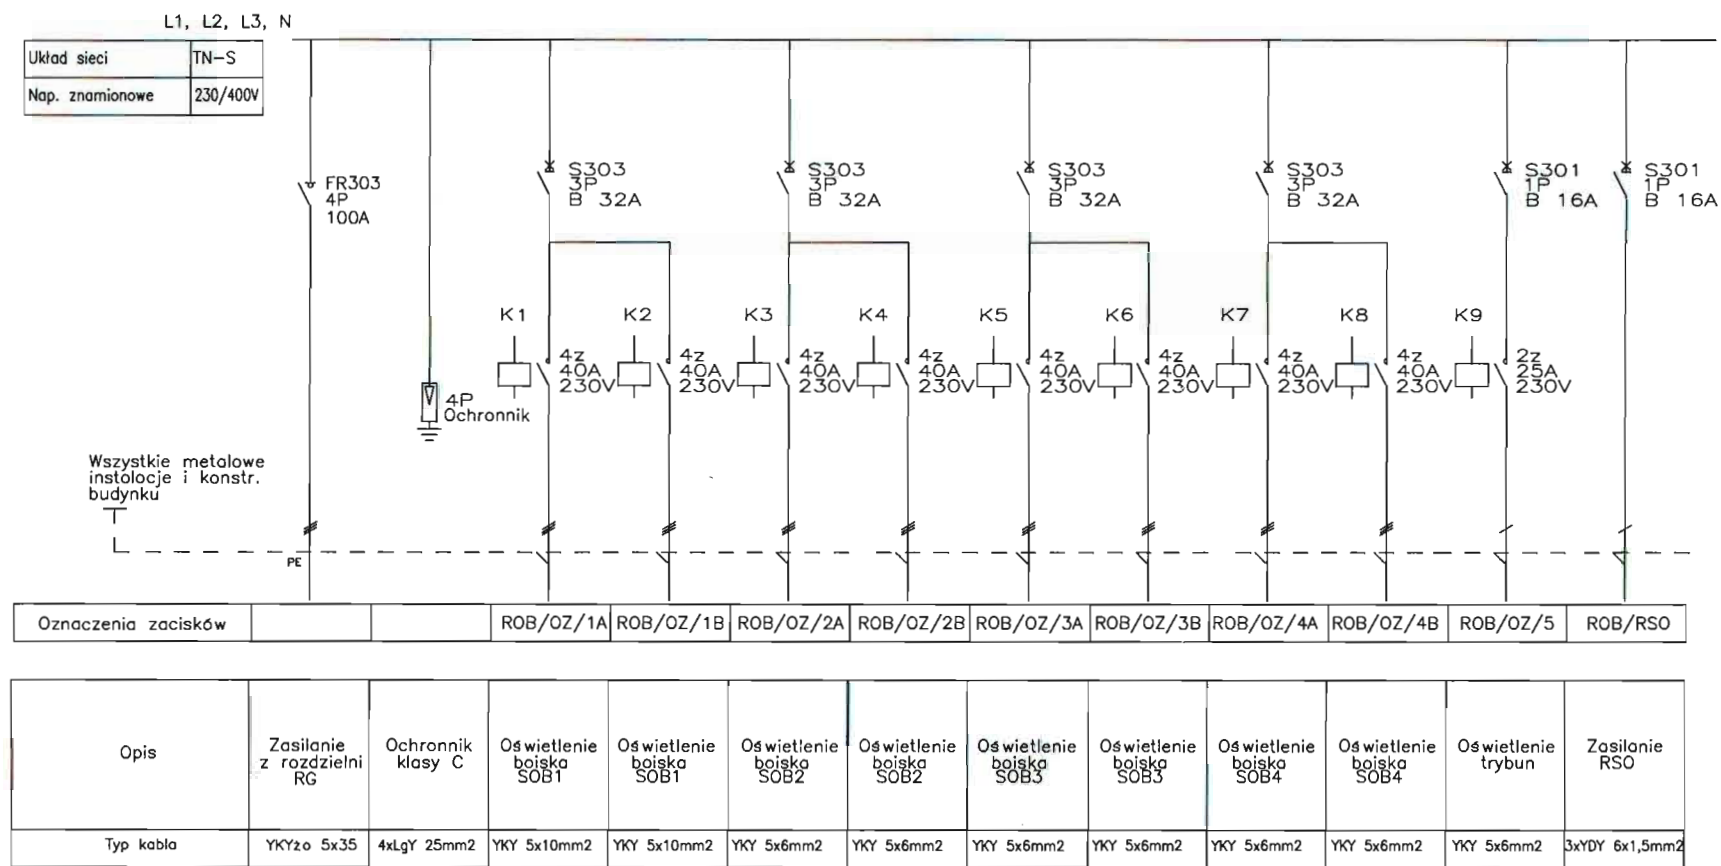 L1, L2, L3, N
Układ sieci TN-S
Nap. znamionowe 230/400V
FR303
4P
100A
4P
Ochronnik
S303
3P
B 32A
S303
3P
B 32A
S303
3P
B 32A
S303
3P
B 32A
S301
1P
B 16A
S301
1P
B 16A
K1
4z
40A
230V
K2
4z
40A
230V
K3
4z
40A
230V
K4
4z
40A
230V
K5
4z
40A
230V
K6
4z
40A
230V
K7
4z
40A
230V
K8
4z
40A
230V
K9
2z
25A
230V
Wszystkie metalowe
instolocje i konstr.
budynku
PE
Oznaczenia zacisków ROB/OZ/1A ROB/OZ/1B ROB/OZ/2A ROB/OZ/2B ROB/OZ/3A ROB/OZ/3B ROB/OZ/4A ROB/OZ/4B ROB/OZ/5 ROB/RSO
Opis
Zasilanie
z rozdzielni
RG
Ochronnik
klasy C
Oświetlenie
boiska
SOB1
Oświetlenie
boiska
SOB1
Oświetlenie
boiska
SOB2
Oświetlenie
boiska
SOB2
Oświetlenie
boiska
SOB3
Oświetlenie
boiska
SOB3
Oświetlenie
boiska
SOB4
Oświetlenie
boiska
SOB4
Oświetlenie
trybun
Zasilanie
RSO
Typ kabla YKYżo 5x35 4xLgY 25mm2 YKY 5x10mm2 YKY 5x10mm2 YKY 5x6mm2 YKY 5x6mm2 YKY 5x6mm2 YKY 5x6mm2 YKY 5x6mm2 YKY 5x6mm2 YKY 5x6mm2 3xYDY 6x1,5mm2